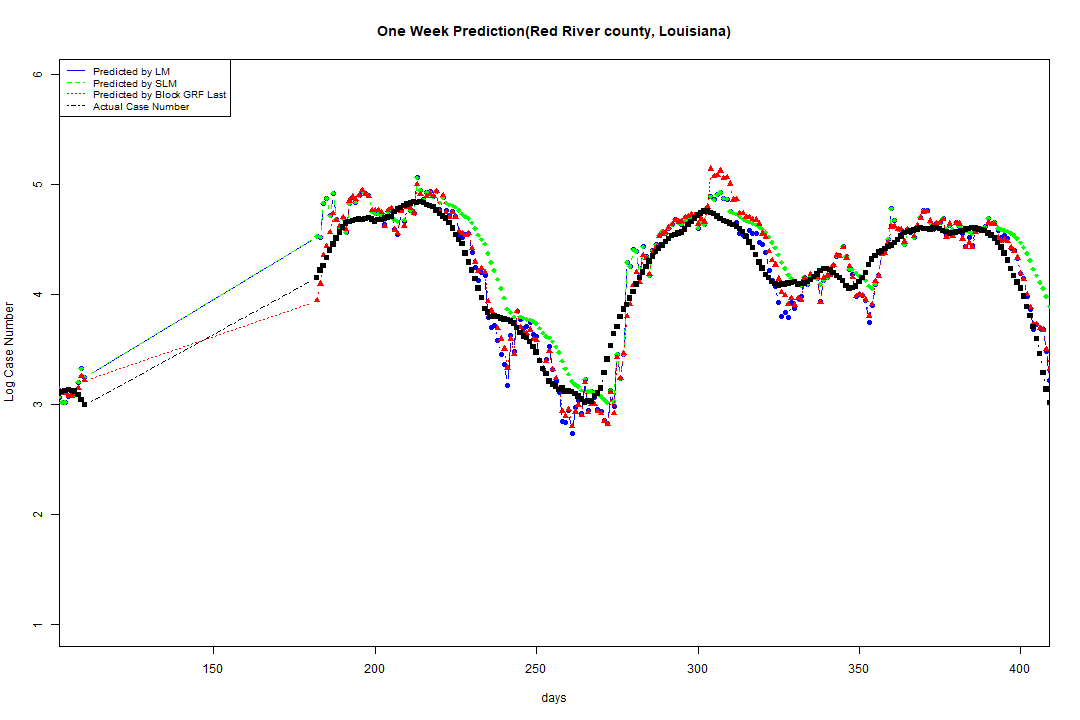 One Week Prediction(Red River county, Louisiana)
Predicted by LM
Predicted by SLM
Predicted by Block GRF Last
Actual Case Number
6
5
4
3
2
1
Log Case Number
150 200 250 300 350 400
days